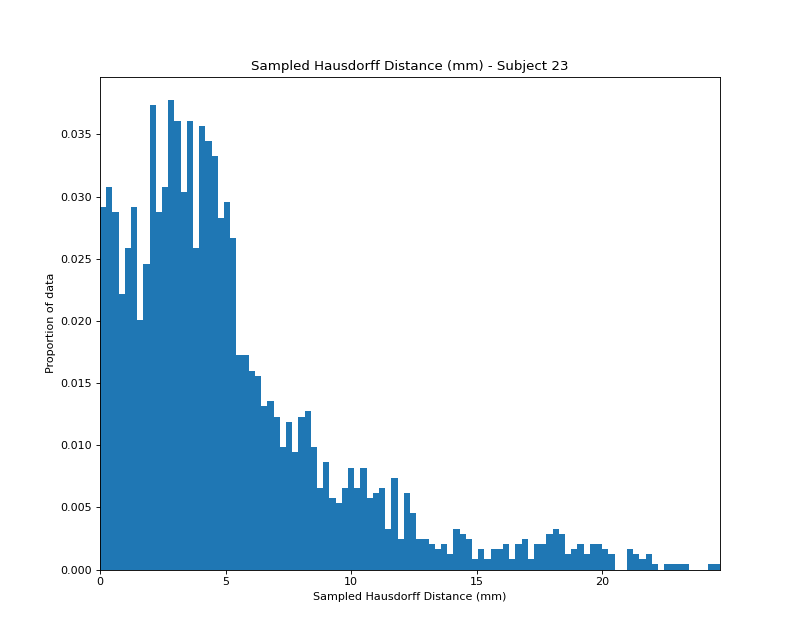 Sampled Hausdorff Distance (mm) - Subject 23
0.035
0.030
0.025
0.020
0.015
0.010
0.005
0.000
Proportion of data
0 5 10 15 20
Sampled Hausdorff Distance (mm)